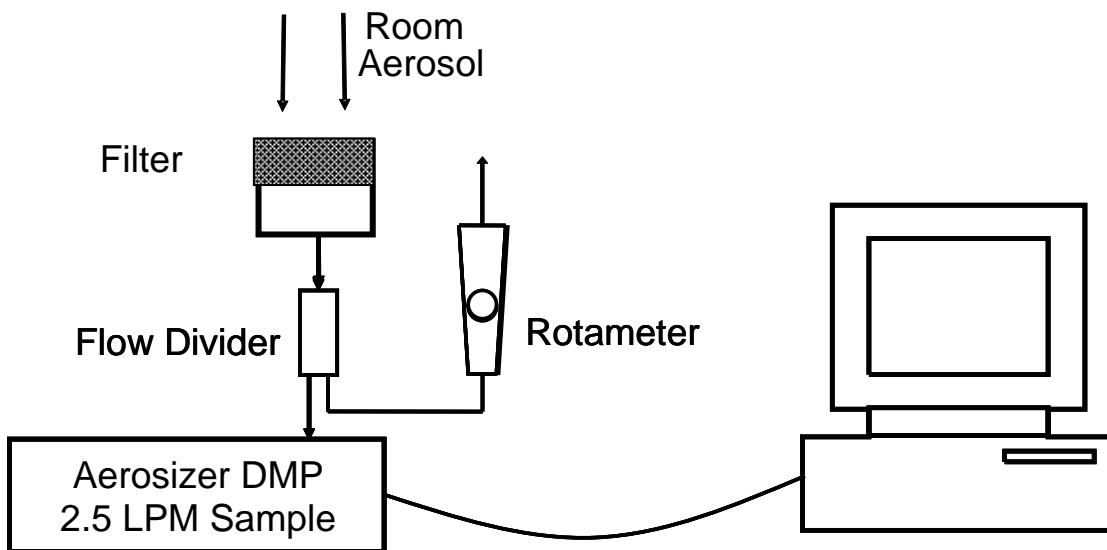 Room
Aerosol
Filter
Flow Divider
Rotameter
Aerosizer DMP
2.5 LPM Sample